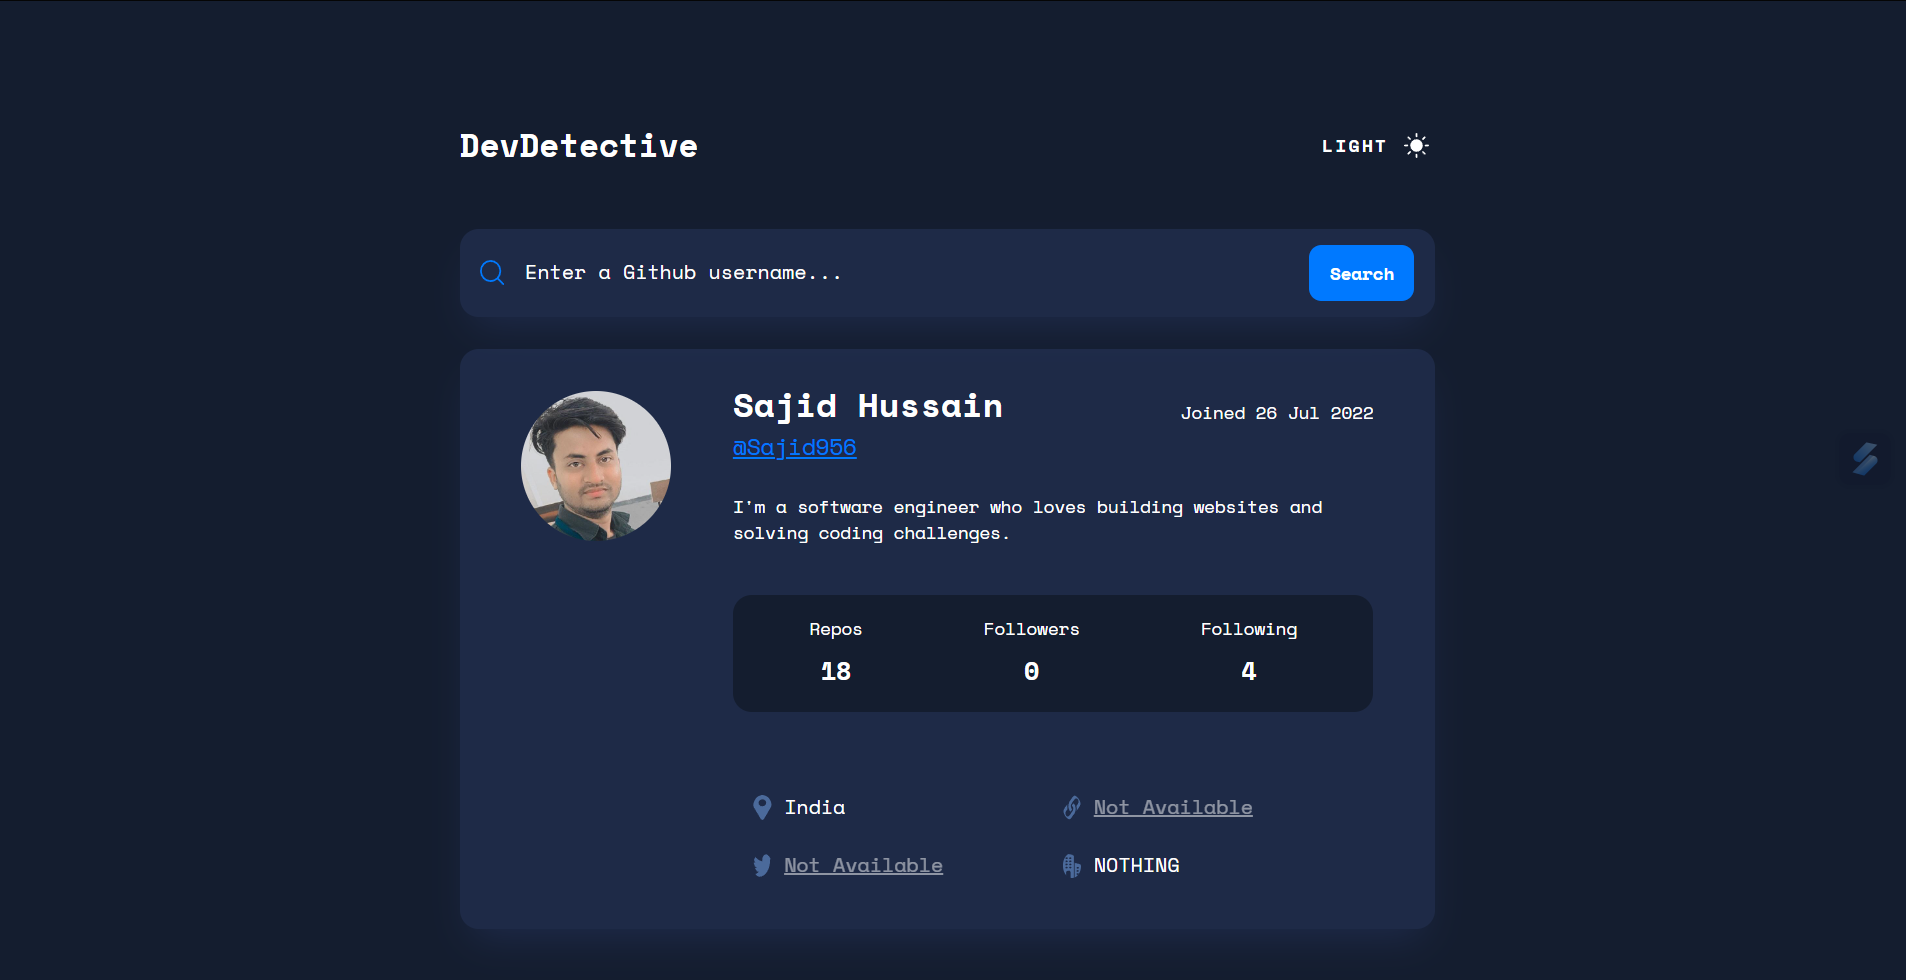 DevDetective
LIGHT
Enter a Github username...
Search
Sajid Hussain
Joined 26 Jul 2022
@Sajid956
I'm a software engineer who loves building websites and
solving coding challenges.
Repos
Followers
Following
18
0
4
India
Not Available
Not Available
NOTHING